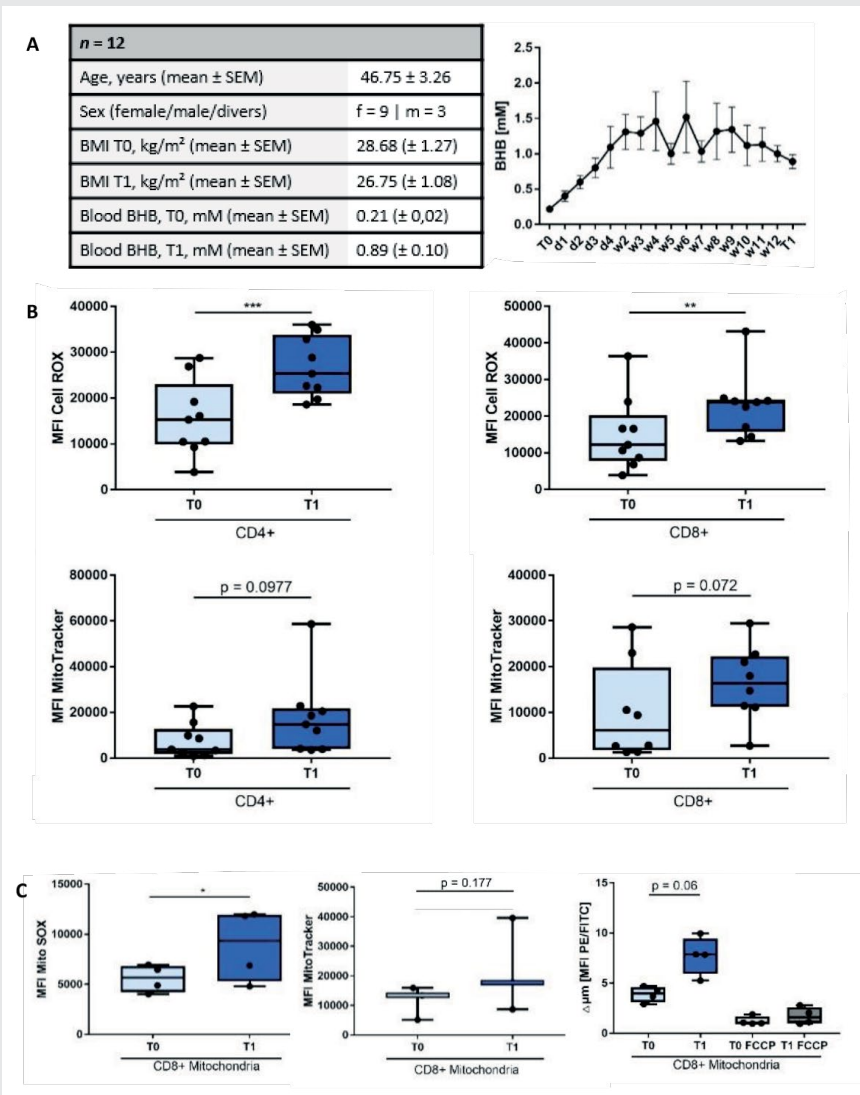 A
n = 12
Age, years (mean ± SEM) 46.75 ± 3.26
Sex (female/male/divers) f = 9 | m = 3
BMI T0, kg/m² (mean ± SEM) 28.68 (± 1.27)
BMI T1, kg/m² (mean ± SEM) 26.75 (± 1.08)
Blood BHB, T0, mM (mean ± SEM) 0.21 (± 0,02)
Blood BHB, T1, mM (mean ± SEM) 0.89 (± 0.10)
BHB [mM]
2.5
2.0
1.5
1.0
0.5
0.0
T0 d1 d2 d3 d4 w2 w3 w4 w5 w6 w7 w8 w9 w10 w11 w12 T1
B
MFI Cell ROX
40000
30000
20000
10000
0
***
T0 T1
CD4+
MFI Cell ROX
50000
40000
30000
20000
10000
0
**
T0 T1
CD8+
MFI MitoTracker
80000
60000
40000
20000
0
p = 0.0977
T0 T1
CD4+
MFI MitoTracker
40000
30000
20000
10000
0
p = 0.072
T0 T1
CD8+
C
MFI Mito SOX
15000
10000
5000
0
*
T0 T1
CD8+ Mitochondria
MFI MitoTracker
50000
40000
30000
20000
10000
0
p = 0.177
T0 T1
CD8+ Mitochondria
△μm [MFI PE/FITC]
15
10
5
0
p = 0.06
T0 T1 T0 FCCP T1 FCCP
CD8+ Mitochondria